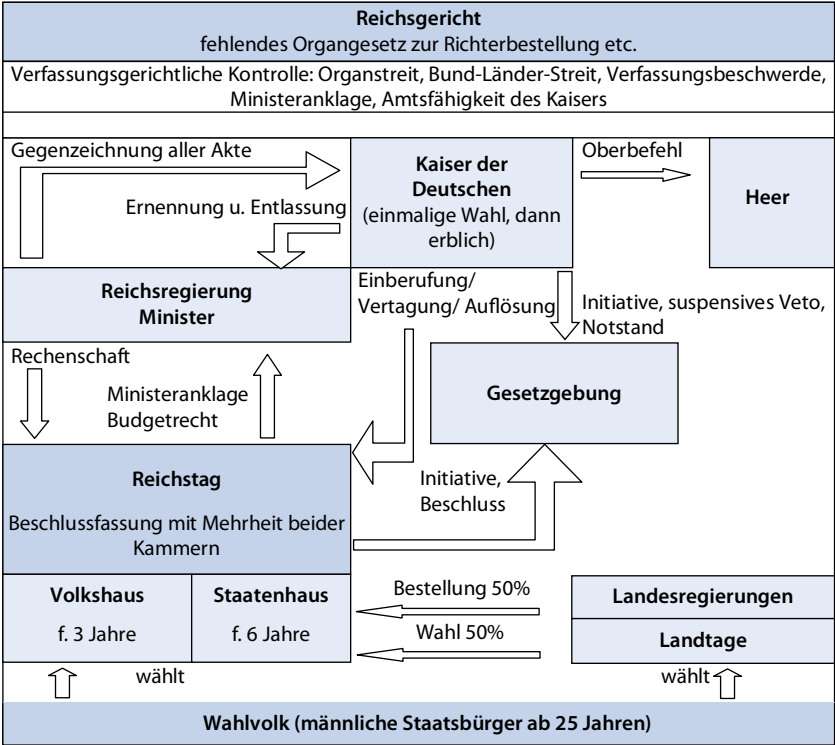 Reichsgericht
fehlendes Organgesetz zur Richterbestellung etc.
Verfassungsgerichtliche Kontrolle: Organstreit, Bund-Länder-Streit, Verfassungsbeschwerde,
Ministeranklage, Amtsfähigkeit des Kaisers
Gegenzeichnung aller Akte
Ernennung u. Entlassung
Kaiser der
Deutschen
(einmalige Wahl, dann
erblich)
Oberbefehl
Heer
Reichsregierung
Minister
Einberufung/
Vertagung/ Auflösung
Initiative, suspensives Veto,
Notstand
Rechenschaft
Ministeranklage
Budgetrecht
Gesetzgebung
Reichstag
Beschlussfassung mit Mehrheit beider
Kammern
Initiative,
Beschluss
Volkshaus
f. 3 Jahre
Staatenhaus
f. 6 Jahre
Bestellung 50%
Wahl 50%
Landesregierungen
Landtage
wählt
wählt
Wahlvolk (männliche Staatsbürger ab 25 Jahren)